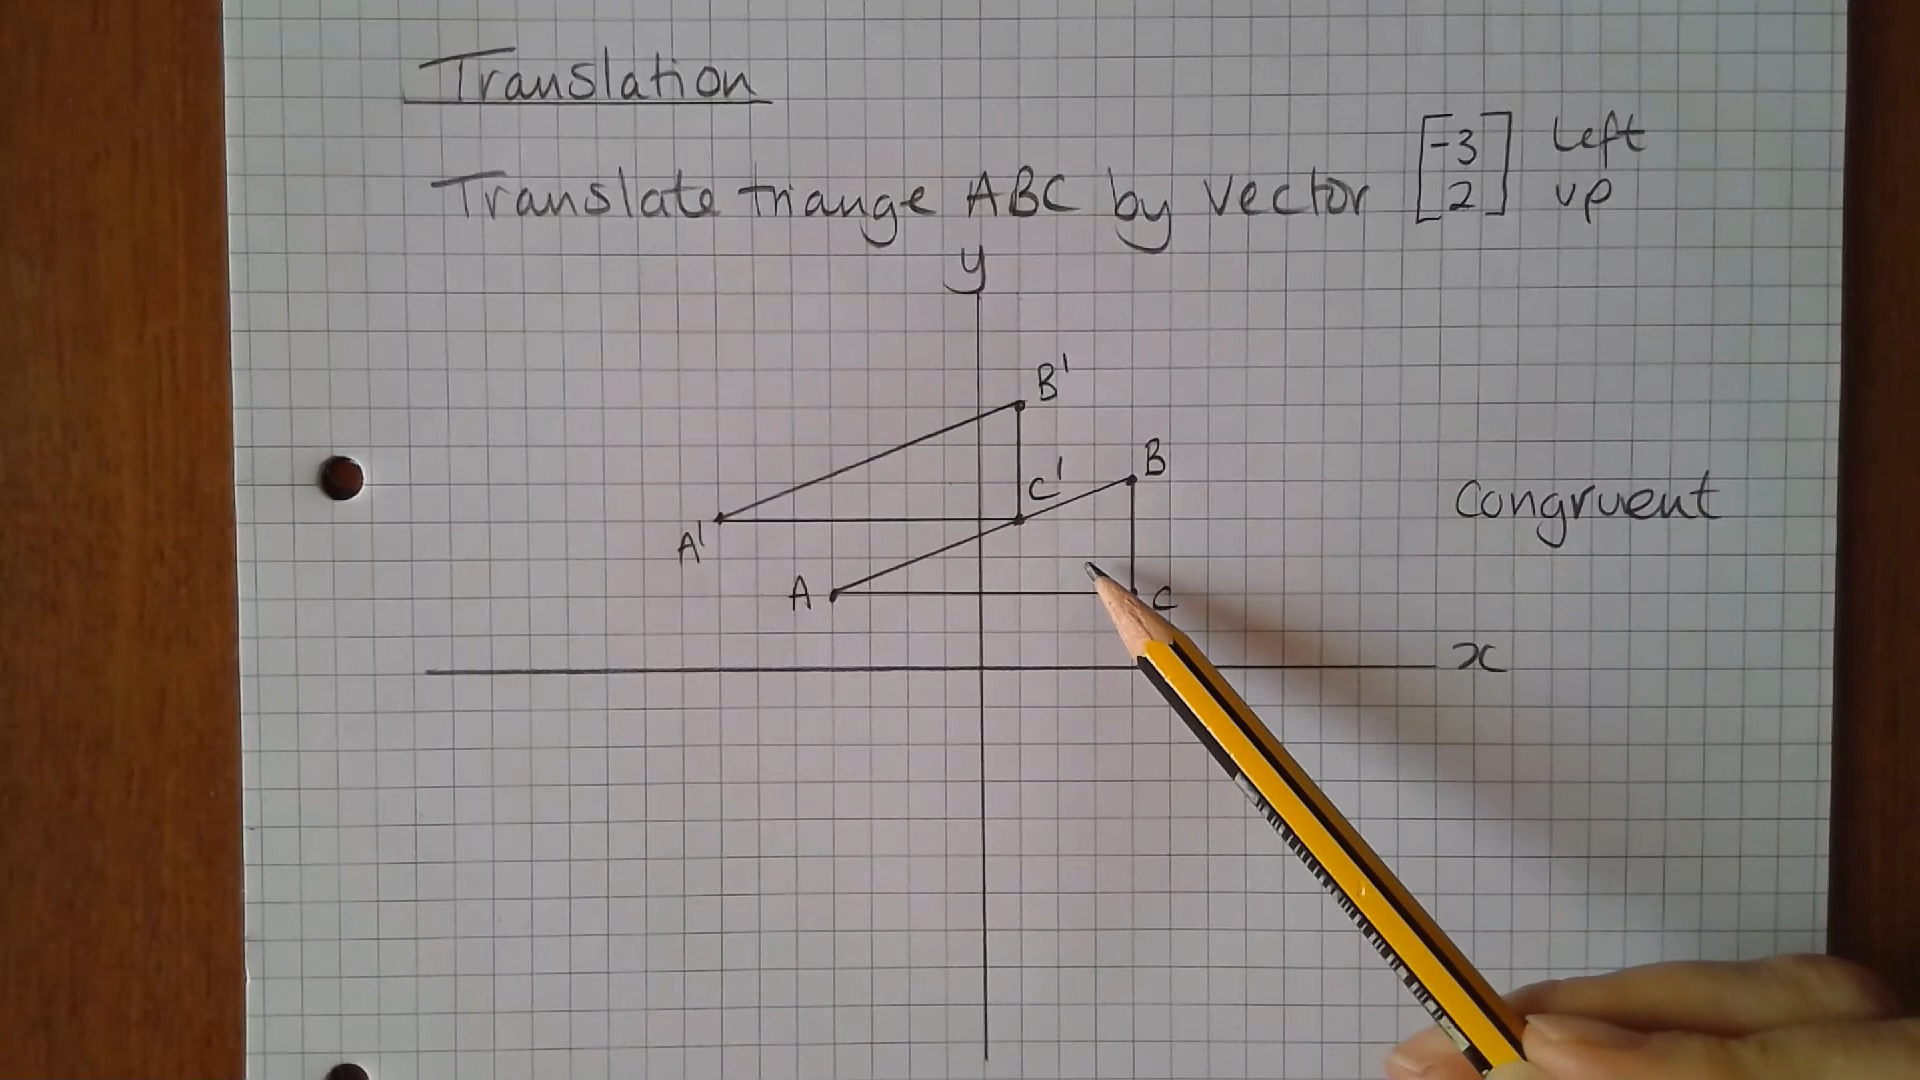 Translation
Translate triange ABC by vector [-3 2] left up
y
B'
B
C'
Congruent
A'
A
C
x